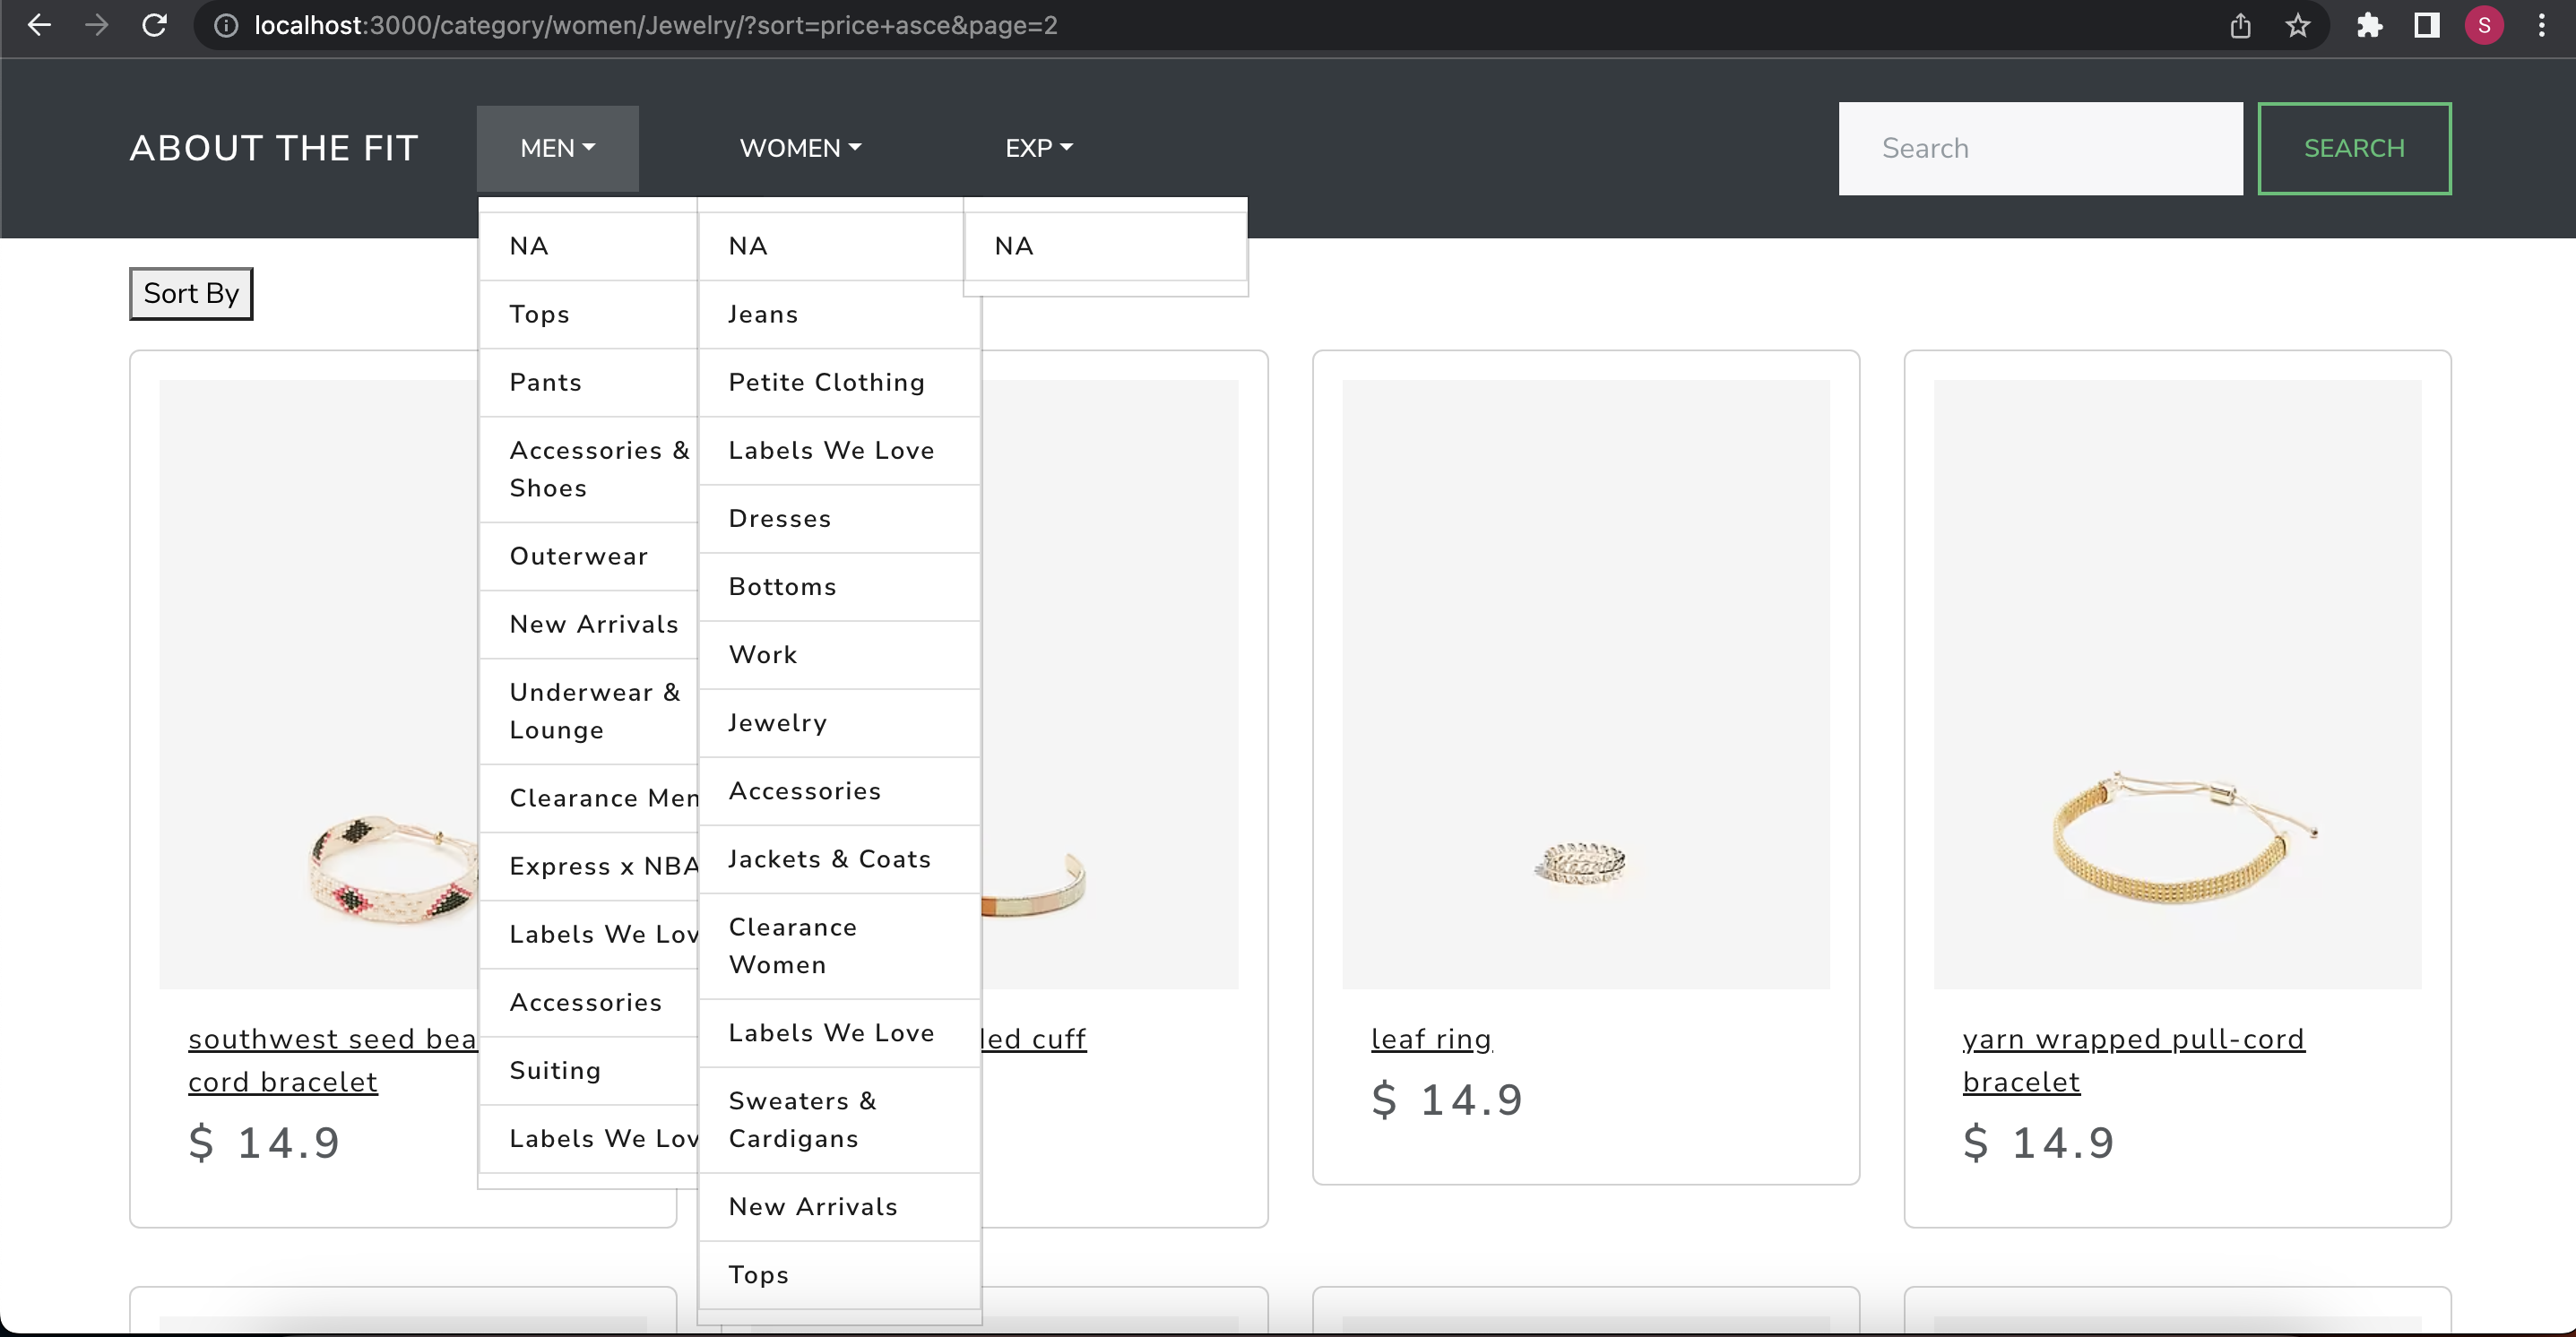 localhost:3000/category/women/Jewelry/?sort=price+asce&page=2
S
ABOUT THE FIT
MEN
WOMEN
EXP
Search
SEARCH
Sort By
NA
Tops
Pants
Accessories &
Shoes
Outerwear
New Arrivals
Underwear &
Lounge
Clearance Men
Express x NBA
Labels We Lov
Accessories
Suiting
Labels We Lov
NA
Jeans
Petite Clothing
Labels We Love
Dresses
Bottoms
Work
Jewelry
Accessories
Jackets & Coats
Clearance
Women
Labels We Love
Sweaters &
Cardigans
New Arrivals
Tops
NA
southwest seed bea
cord bracelet
$ 14.9
led cuff
leaf ring
$ 14.9
yarn wrapped pull-cord
bracelet
$ 14.9